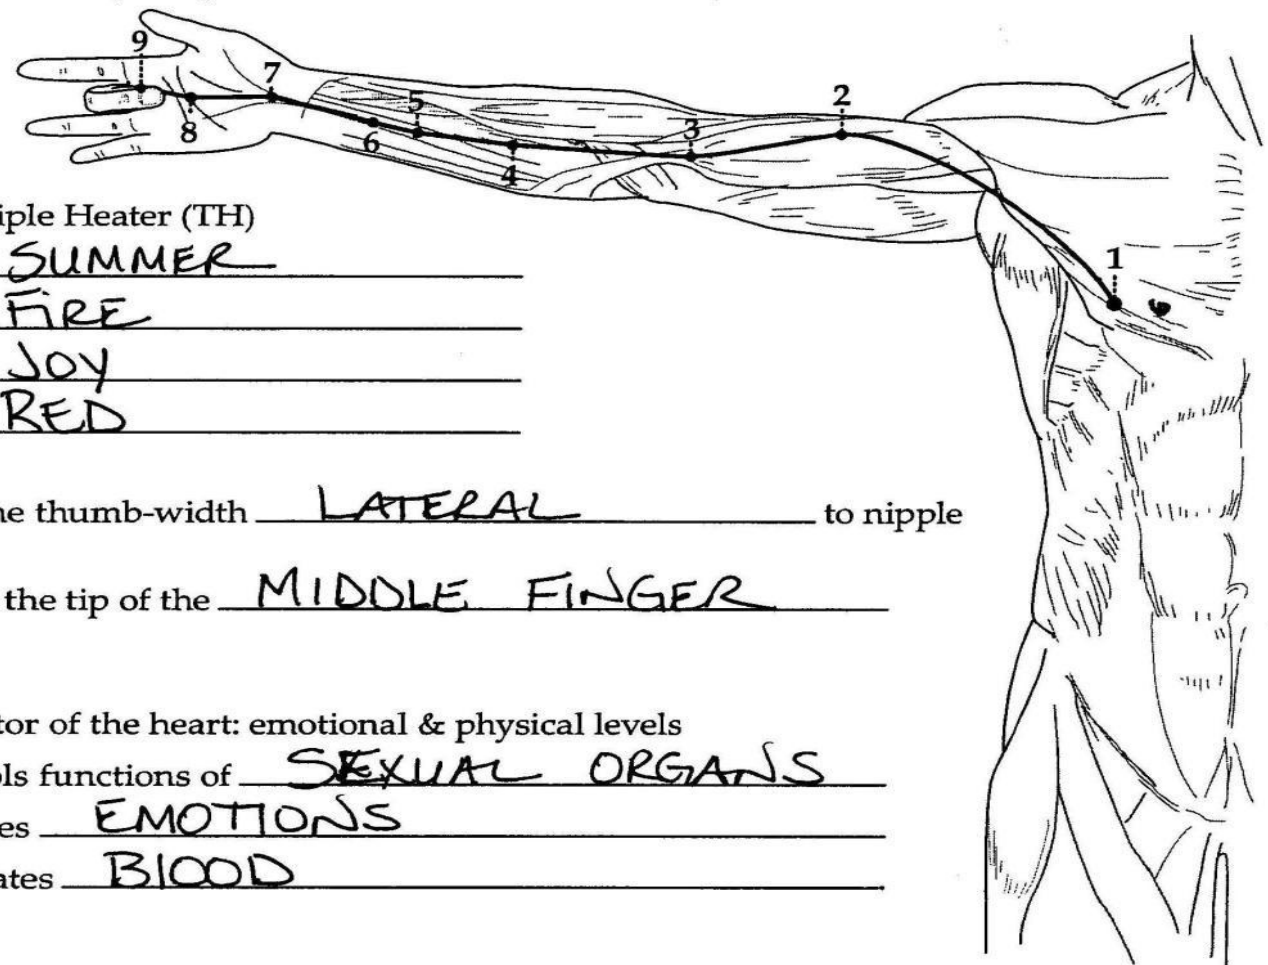 9
7
2
5
8
6
3
4
iple Heater (TH)
SUMMER
FIRE
JOY
RED
1
ne thumb-width LATERAL to nipple
the tip of the MIDDLE FINGER
tor of the heart: emotional & physical levels
ols functions of SEXUAL ORGANS
es EMOTIONS
ates BLOOD